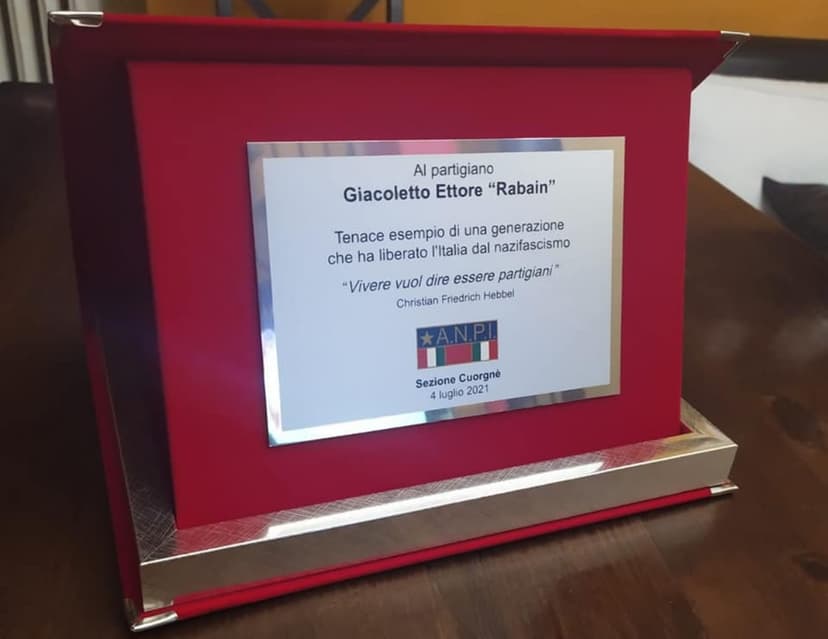 Al partigiano
Giacoletto Ettore “Rabain”
Tenace esempio di una generazione
che ha liberato l'Italia dal nazifascismo
“Vivere vuol dire essere partigiani”
Christian Friedrich Hebbel
A.N.P.I.
Sezione Cuorgnè
4 luglio 2021